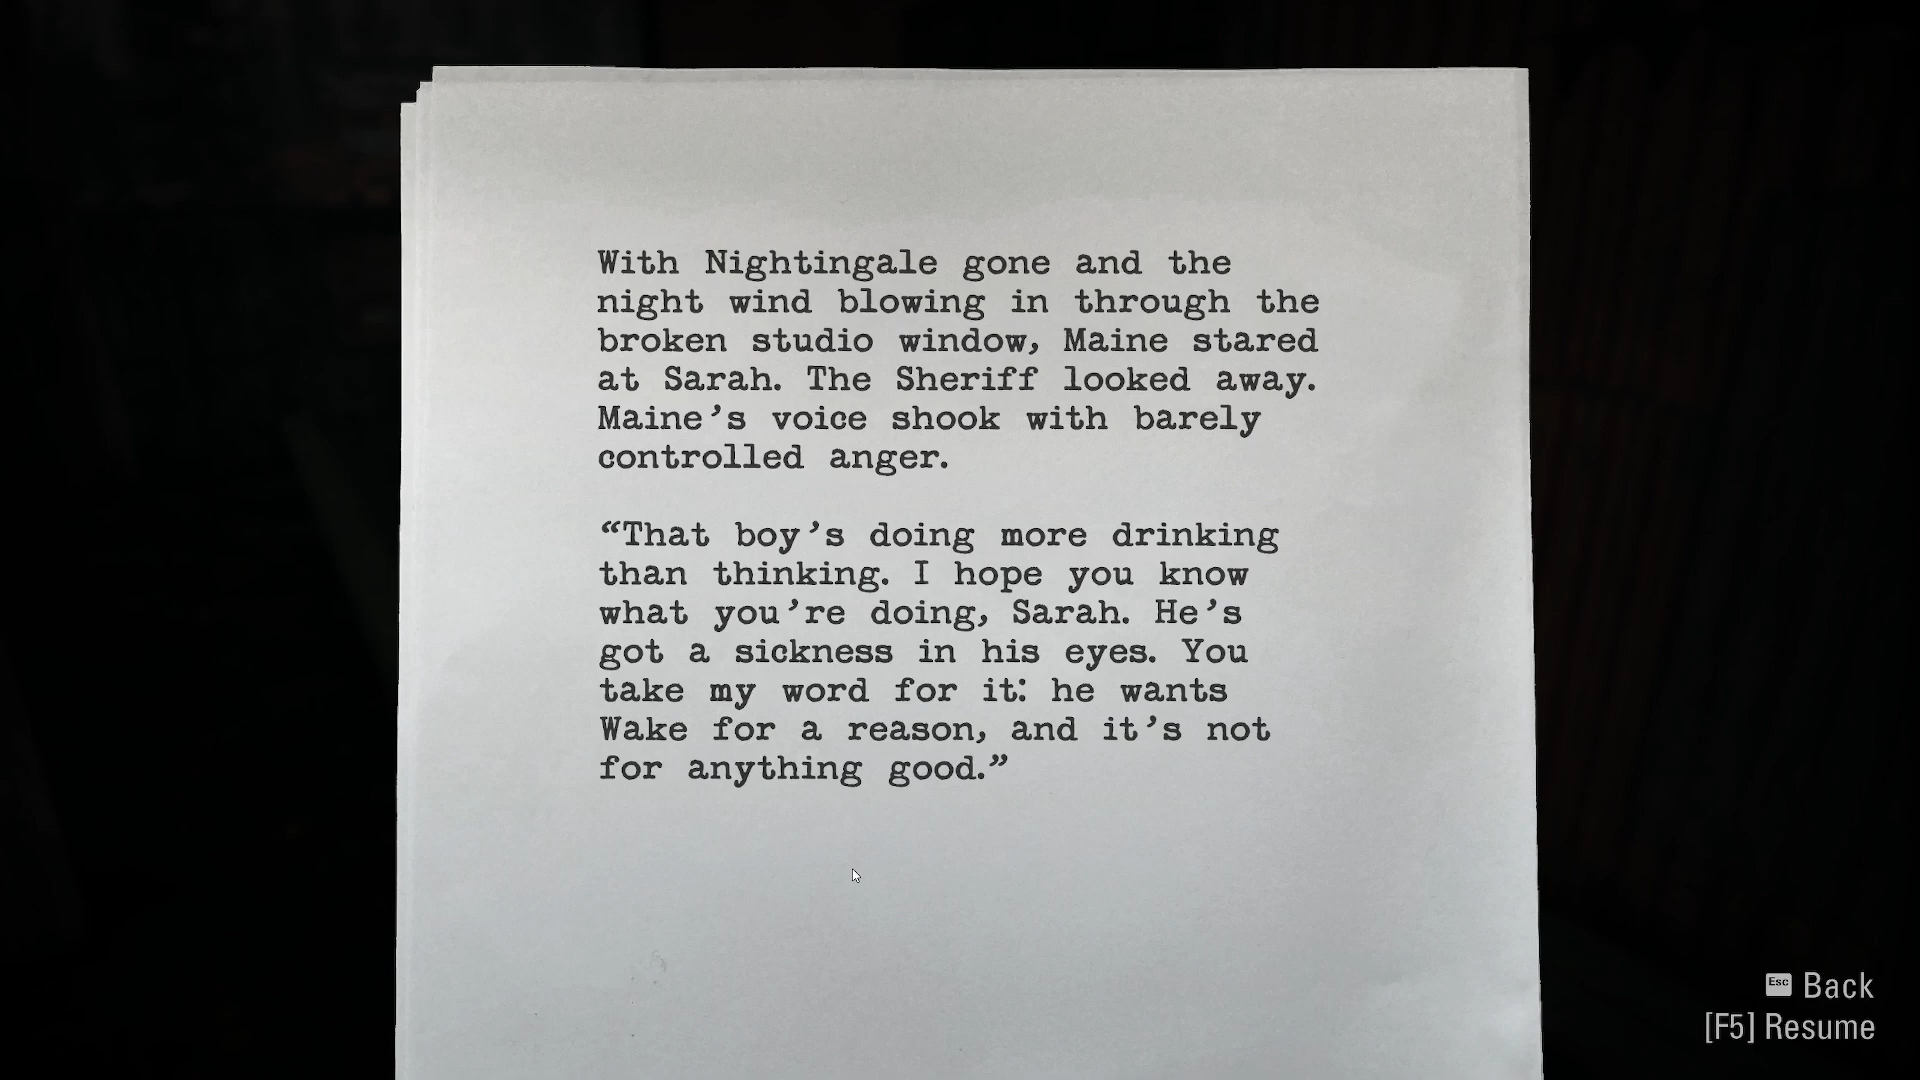 With Nightingale gone and the
night wind blowing in through the
broken studio window, Maine stared
at Sarah. The Sheriff looked away.
Maine’s voice shook with barely
controlled anger.
“That boy’s doing more drinking
than thinking. I hope you know
what you’re doing, Sarah. He’s
got a sickness in his eyes. You
take my word for it: he wants
Wake for a reason, and it’s not
for anything good.”
Esc Back
[F5] Resume